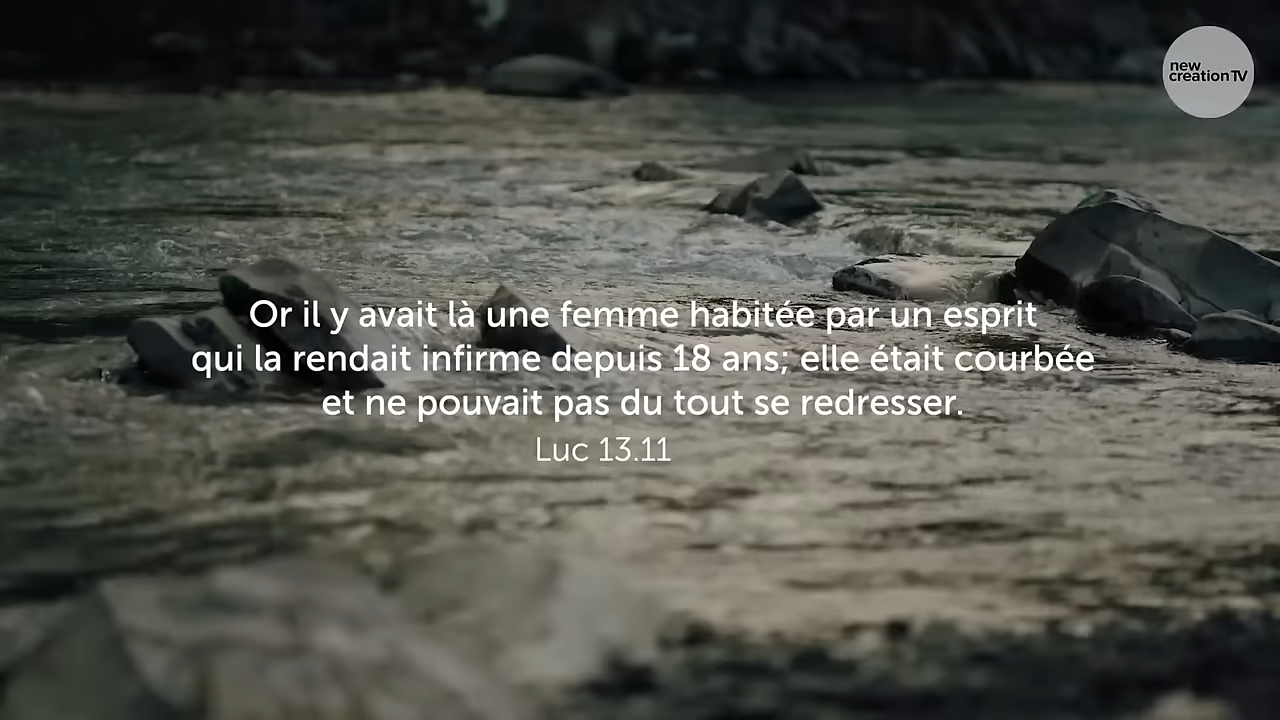 new
creation TV
Or il y avait là une femme habitée par un esprit
qui la rendait infirme depuis 18 ans; elle était courbée
et ne pouvait pas du tout se redresser.
Luc 13.11